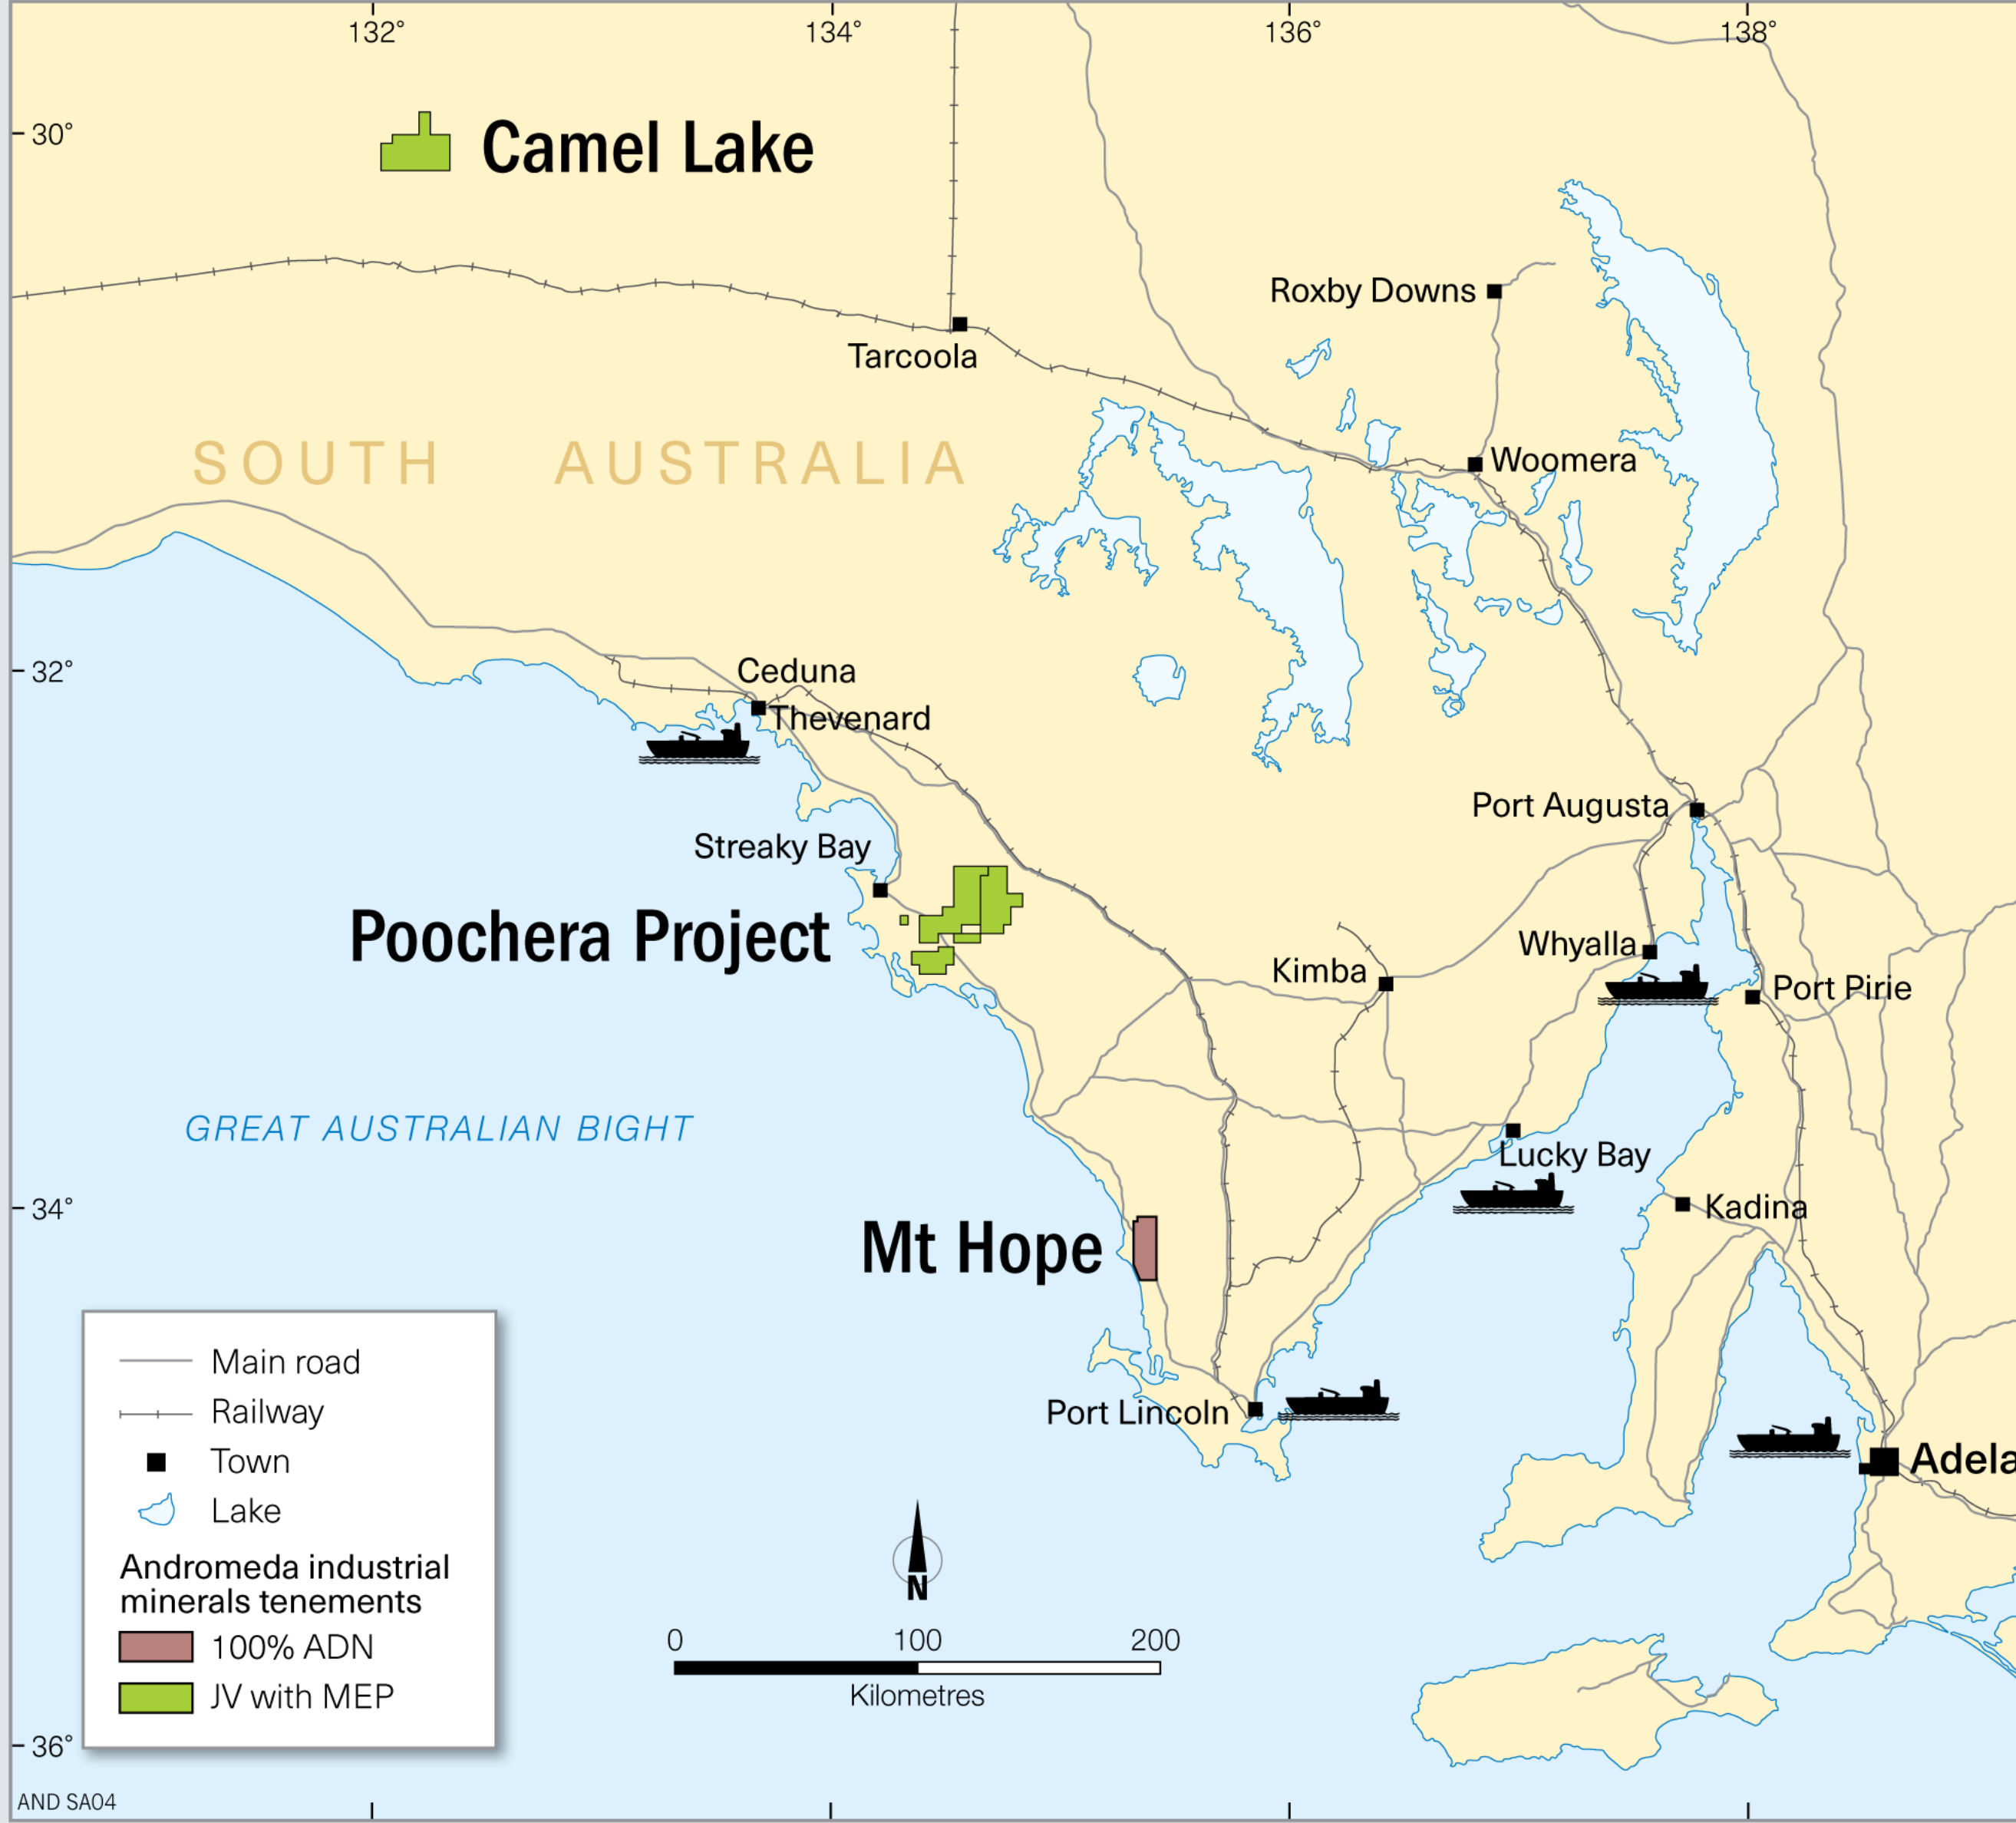 132°
134°
136°
138°
30°
Camel Lake
Roxby Downs
Tarcoola
SOUTH AUSTRALIA
Woomera
32°
Ceduna
Thevenard
Port Augusta
Streaky Bay
Poochera Project
Whyalla
Kimba
Port Pirie
GREAT AUSTRALIAN BIGHT
Lucky Bay
34°
Kadina
Mt Hope
Port Lincoln
Adela
Main road
Railway
Town
Lake
Andromeda industrial
minerals tenements
100% ADN
JV with MEP
N
0 100 200
Kilometres
36°
AND SA04